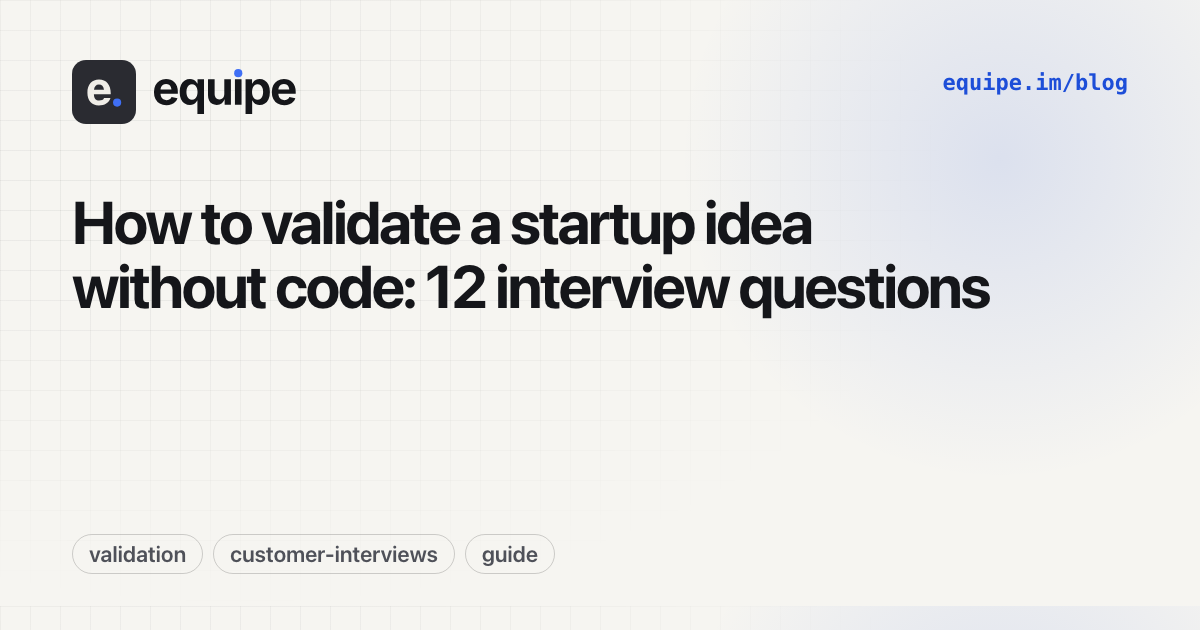 e. equipe
equipe.im/blog
How to validate a startup idea
without code: 12 interview questions
validation
customer-interviews
guide